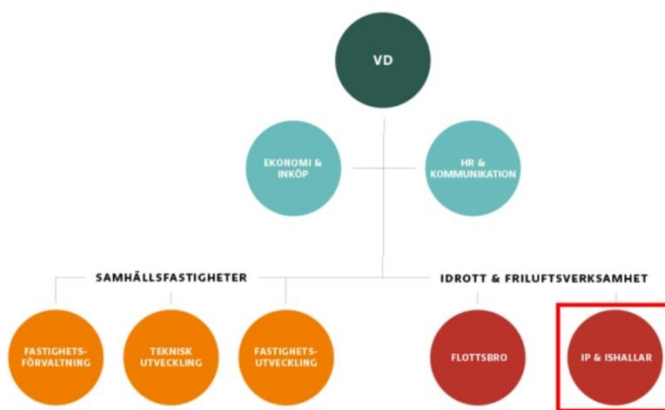 VD
EKONOMI &
INKÖP
HR &
KOMMUNIKATION
SAMHÄLLSFASTIGHETER
IDROTT & FRILUFTSVERKSAMHET
FASTIGHETS-
FÖRVALTNING
TEKNISK
UTVECKLING
FASTIGHETS-
UTVECKLING
FLOTTSBRO
IP & ISHALLAR